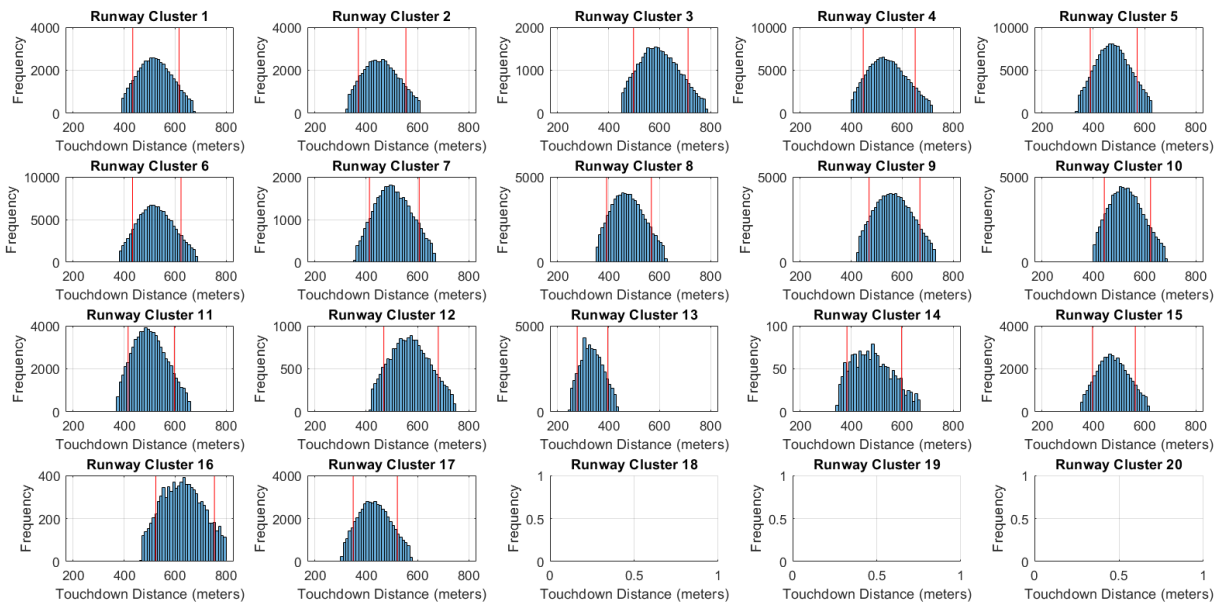 Runway Cluster 1
4000
2000
0
Frequency
200 400 600 800
Touchdown Distance (meters)
Runway Cluster 2
4000
2000
0
Frequency
200 400 600 800
Touchdown Distance (meters)
Runway Cluster 3
2000
1000
0
Frequency
200 400 600 800
Touchdown Distance (meters)
Runway Cluster 4
10000
5000
0
Frequency
200 400 600 800
Touchdown Distance (meters)
Runway Cluster 5
10000
5000
0
Frequency
200 400 600 800
Touchdown Distance (meters)
Runway Cluster 6
10000
5000
0
Frequency
200 400 600 800
Touchdown Distance (meters)
Runway Cluster 7
2000
1000
0
Frequency
200 400 600 800
Touchdown Distance (meters)
Runway Cluster 8
5000
0
Frequency
200 400 600 800
Touchdown Distance (meters)
Runway Cluster 9
5000
0
Frequency
200 400 600 800
Touchdown Distance (meters)
Runway Cluster 10
5000
0
Frequency
200 400 600 800
Touchdown Distance (meters)
Runway Cluster 11
4000
2000
0
Frequency
200 400 600 800
Touchdown Distance (meters)
Runway Cluster 12
1000
500
0
Frequency
200 400 600 800
Touchdown Distance (meters)
Runway Cluster 13
5000
0
Frequency
200 400 600 800
Touchdown Distance (meters)
Runway Cluster 14
100
50
0
Frequency
200 400 600 800
Touchdown Distance (meters)
Runway Cluster 15
4000
2000
0
Frequency
200 400 600 800
Touchdown Distance (meters)
Runway Cluster 16
400
200
0
Frequency
200 400 600 800
Touchdown Distance (meters)
Runway Cluster 17
4000
2000
0
Frequency
200 400 600 800
Touchdown Distance (meters)
Runway Cluster 18
1
0.5
0
Frequency
0 0.5 1
Touchdown Distance (meters)
Runway Cluster 19
1
0.5
0
Frequency
0 0.5 1
Touchdown Distance (meters)
Runway Cluster 20
1
0.5
0
Frequency
0 0.5 1
Touchdown Distance (meters)